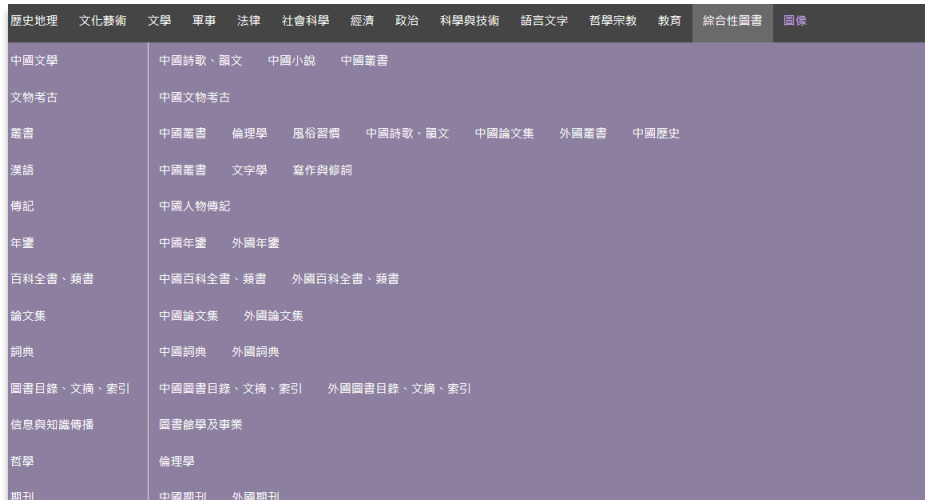 歷史地理 文化藝術 文學 軍事 法律 社會科學 經濟 政治 科學與技術 語言文字 哲學宗教 教育 綜合性圖書 圖像
中國文學 中國詩歌、韻文 中國小說 中國叢書
文物考古 中國文物考古
叢書 中國叢書 倫理學 風俗習慣 中國詩歌、韻文 中國論文集 外國叢書 中國歷史
漢語 中國叢書 文字學 寫作與修詞
傳記 中國人物傳記
年鑒 中國年鑒 外國年鑒
百科全書、類書 中國百科全書、類書 外國百科全書、類書
論文集 中國論文集 外國論文集
詞典 中國詞典 外國詞典
圖書目錄、文摘、索引 中國圖書目錄、文摘、索引 外國圖書目錄、文摘、索引
信息與知識傳播 圖書館學及事業
哲學 倫理學
期刊 中國期刊 外國期刊